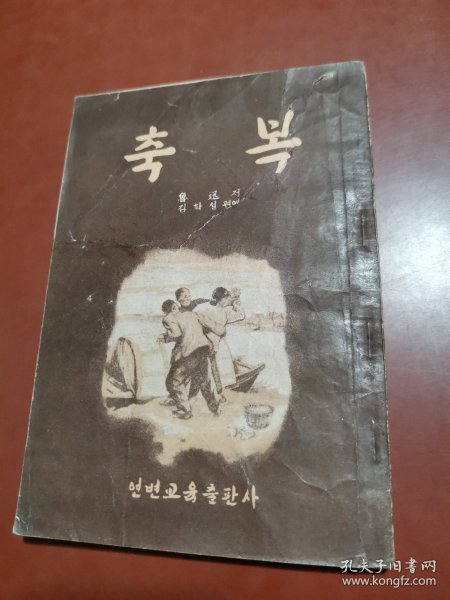 축 복
魯迅 저
연변교육출판사
孔夫子旧书网
www.kongfz.com